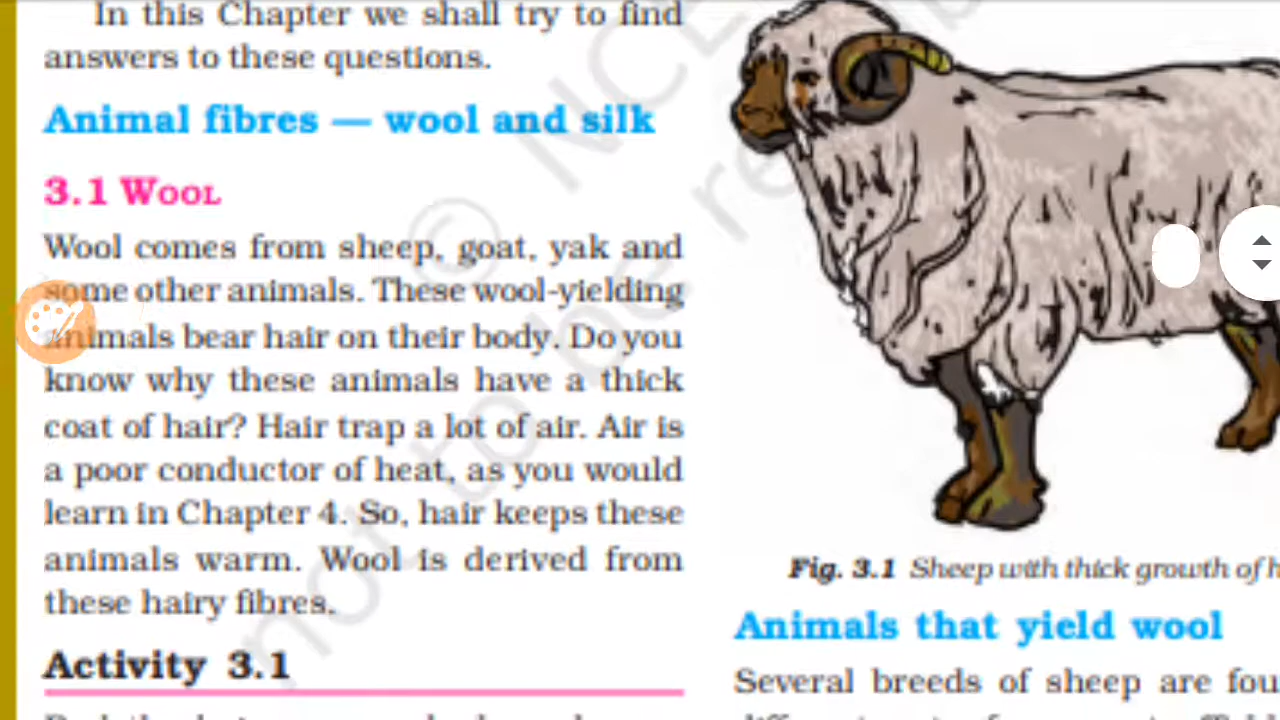 In this Chapter we shall try to find
answers to these questions.
Animal fibres — wool and silk
3.1 WOOL
Wool comes from sheep, goat, yak and
some other animals. These wool-yielding
animals bear hair on their body. Do you
know why these animals have a thick
coat of hair? Hair trap a lot of air. Air is
a poor conductor of heat, as you would
learn in Chapter 4. So, hair keeps these
animals warm. Wool is derived from
these hairy fibres.
Activity 3.1
Fig. 3.1 Sheep with thick growth of
Animals that yield wool
Several breeds of sheep are
© NCE
not to be re